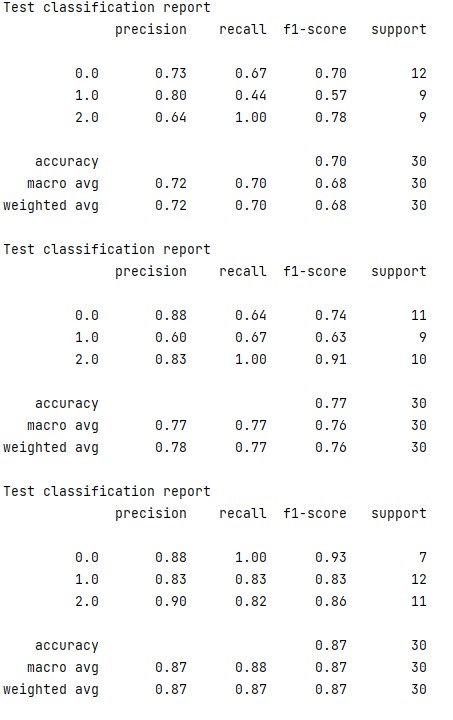 Test classification report
precision recall f1-score support
0.0 0.73 0.67 0.70 12
1.0 0.80 0.44 0.57 9
2.0 0.64 1.00 0.78 9
accuracy 0.70 30
macro avg 0.72 0.70 0.68 30
weighted avg 0.72 0.70 0.68 30
Test classification report
precision recall f1-score support
0.0 0.88 0.64 0.74 11
1.0 0.60 0.67 0.63 9
2.0 0.83 1.00 0.91 10
accuracy 0.77 30
macro avg 0.77 0.77 0.76 30
weighted avg 0.78 0.77 0.76 30
Test classification report
precision recall f1-score support
0.0 0.88 1.00 0.93 7
1.0 0.83 0.83 0.83 12
2.0 0.90 0.82 0.86 11
accuracy 0.87 30
macro avg 0.87 0.88 0.87 30
weighted avg 0.87 0.87 0.87 30